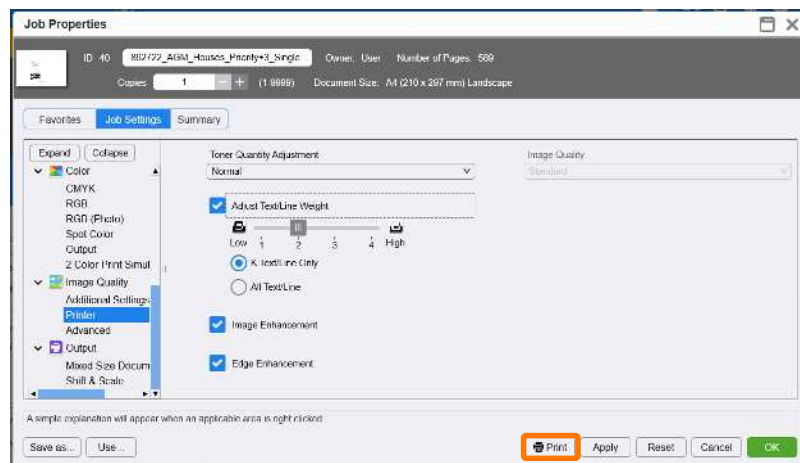 Job Properties
ID 40 862722_AGM_Houses_Priority+3_Single Owner: User Number of Pages: 589
Copies 1 - + (1-9999) Document Size: A4 (210 x 297 mm) Landscape
Favorites Job Settings Summary
Expand Collapse
Color
CMYK
RGB
RGB (Photo)
Spot Color
Output
2 Color Print Simul
Image Quality
Additional Settings
Printer
Advanced
Output
Mixed Size Docum
Shift & Scale
Toner Quantity Adjustment
Normal
Image Quality
Standard
Adjust Text/Line Weight
Low 1 2 3 4 High
K Text/Line Only
All Text/Line
Image Enhancement
Edge Enhancement
A simple explanation will appear when an applicable area is right clicked.
Save as... Use... Print Apply Reset Cancel OK